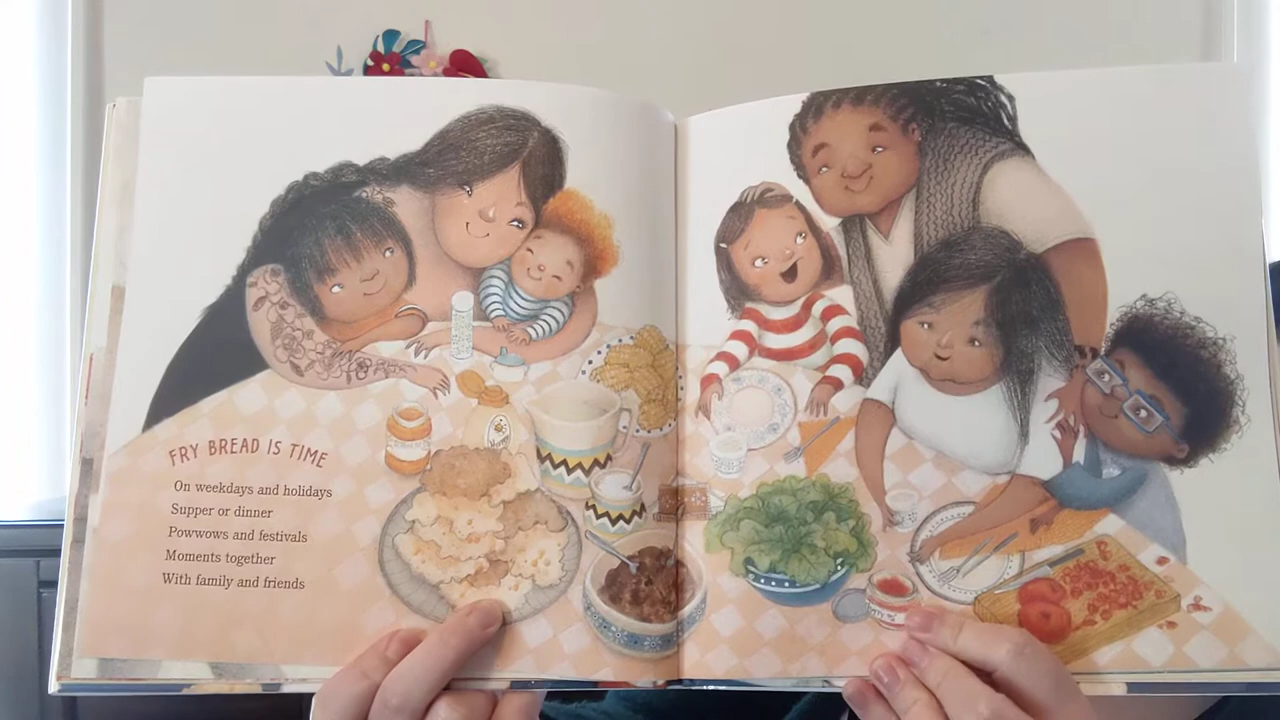 FRY BREAD IS TIME
On weekdays and holidays
Supper or dinner
Powwows and festivals
Moments together
With family and friends
Honey